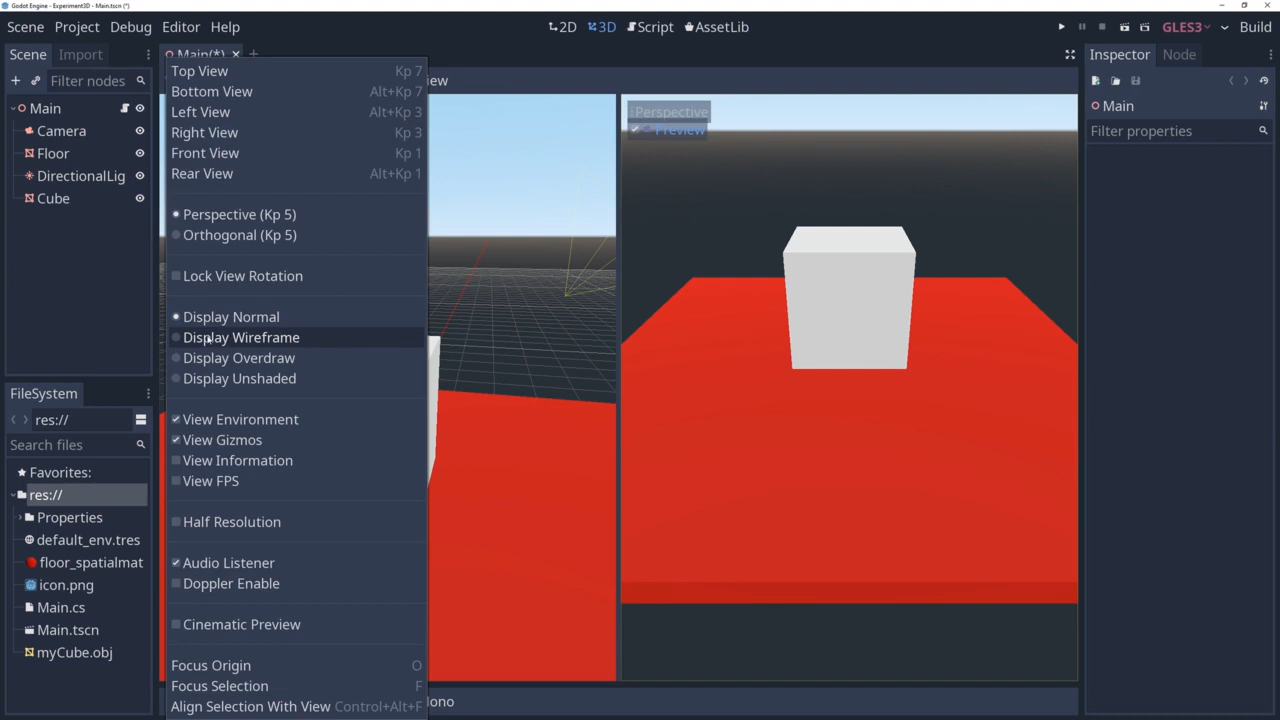 Godot Engine - Experiment3D - Main.tscn (*)
Scene Project Debug Editor Help
2D 3D Script AssetLib
GLES3 Build
Scene Import
Filter nodes
Main
Camera
Floor
DirectionalLig
Cube
FileSystem
res://
Search files
Favorites:
res://
Properties
default_env.tres
floor_spatialmat
icon.png
Main.cs
Main.tscn
myCube.obj
Main(*)
ew
Top View Kp 7
Bottom View Alt+Kp 7
Left View Alt+Kp 3
Right View Kp 3
Front View Kp 1
Rear View Alt+Kp 1
Perspective (Kp 5)
Orthogonal (Kp 5)
Lock View Rotation
Display Normal
Display Wireframe
Display Overdraw
Display Unshaded
View Environment
View Gizmos
View Information
View FPS
Half Resolution
Audio Listener
Doppler Enable
Cinematic Preview
Focus Origin O
Focus Selection F
Align Selection With View Control+Alt+F
ono
Perspective
Preview
Inspector Node
Main
Filter properties